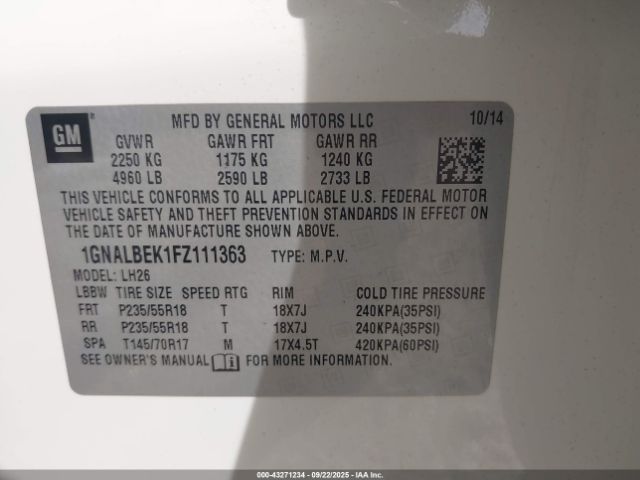 GM
MFD BY GENERAL MOTORS LLC 10/14
GVWR GAWR FRT GAWR RR
2250 KG 1175 KG 1240 KG
4960 LB 2590 LB 2733 LB
THIS VEHICLE CONFORMS TO ALL APPLICABLE U.S. FEDERAL MOTOR
VEHICLE SAFETY AND THEFT PREVENTION STANDARDS IN EFFECT ON
THE DATE OF MANUFACTURE SHOWN ABOVE.
1GNALBEK1FZ111363 TYPE: M.P.V.
MODEL: LH26
LBBW TIRE SIZE SPEED RTG RIM COLD TIRE PRESSURE
FRT P235/55R18 T 18X7J 240KPA(35PSI)
RR P235/55R18 T 18X7J 240KPA(35PSI)
SPA T145/70R17 M 17X4.5T 420KPA(60PSI)
SEE OWNER'S MANUAL FOR MORE INFORMATION.
000-43271234 - 09/22/2025 - IAA, Inc.